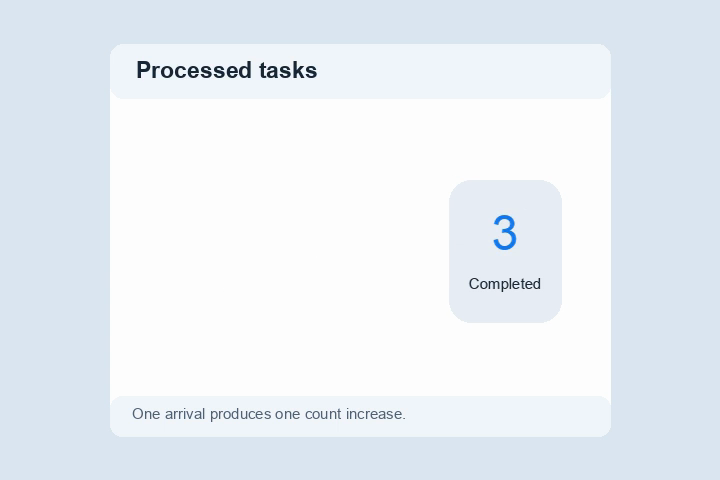 Processed tasks
3
Completed
One arrival produces one count increase.